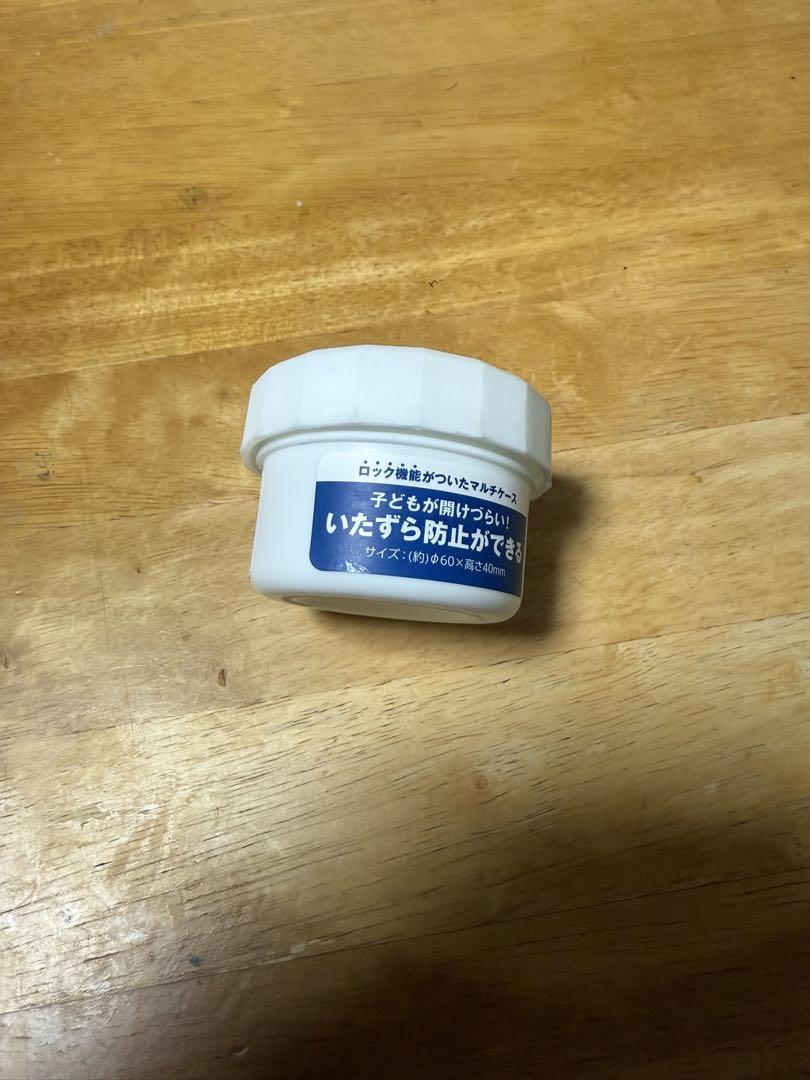 ロック機能がついたマルチケース
子どもが開けづらい!
いたずら防止ができる
サイズ:(約)φ60×高さ40mm